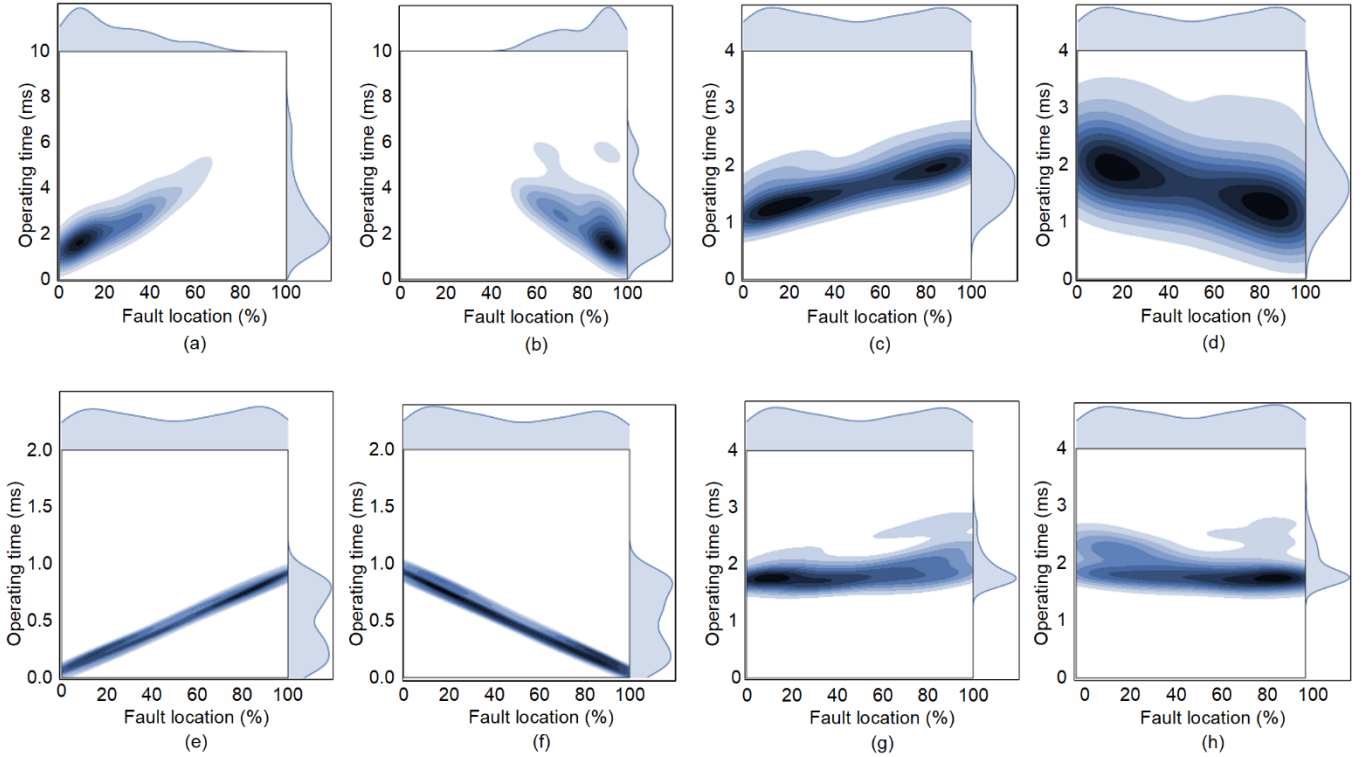 10
8
6
4
2
0
Operating time (ms)
0 20 40 60 80 100
Fault location (%)
(a)
10
8
6
4
2
0
Operating time (ms)
0 20 40 60 80 100
Fault location (%)
(b)
4
3
2
1
0
Operating time (ms)
0 20 40 60 80 100
Fault location (%)
(c)
4
3
2
1
0
Operating time (ms)
0 20 40 60 80 100
Fault location (%)
(d)
2.0
1.5
1.0
0.5
0.0
Operating time (ms)
0 20 40 60 80 100
Fault location (%)
(e)
2.0
1.5
1.0
0.5
0.0
Operating time (ms)
0 20 40 60 80 100
Fault location (%)
(f)
4
3
2
1
0
Operating time (ms)
0 20 40 60 80 100
Fault location (%)
(g)
4
3
2
1
0
Operating time (ms)
0 20 40 60 80 100
Fault location (%)
(h)